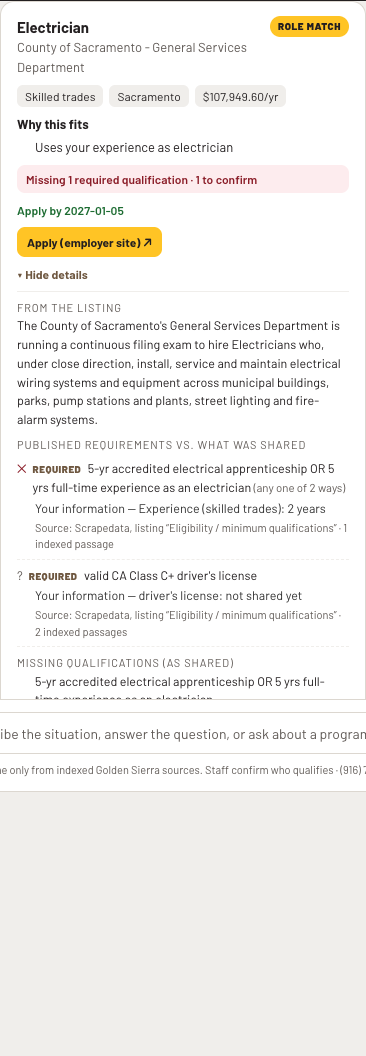 Electrician
ROLE MATCH
County of Sacramento - General Services
Department
Skilled trades
Sacramento
$107,949.60/yr
Why this fits
Uses your experience as electrician
Missing 1 required qualification · 1 to confirm
Apply by 2027-01-05
Apply (employer site) ↗
▾ Hide details
FROM THE LISTING
The County of Sacramento's General Services Department is
running a continuous filing exam to hire Electricians who,
under close direction, install, service and maintain electrical
wiring systems and equipment across municipal buildings,
parks, pump stations and plants, street lighting and fire-
alarm systems.
PUBLISHED REQUIREMENTS VS. WHAT WAS SHARED
✕ REQUIRED 5-yr accredited electrical apprenticeship OR 5
yrs full-time experience as an electrician (any one of 2 ways)
Your information — Experience (skilled trades): 2 years
Source: Scrapedata, listing "Eligibility / minimum qualifications" · 1
indexed passage
? REQUIRED valid CA Class C+ driver's license
Your information — driver's license: not shared yet
Source: Scrapedata, listing "Eligibility / minimum qualifications" ·
2 indexed passages
MISSING QUALIFICATIONS (AS SHARED)
5-yr accredited electrical apprenticeship OR 5 yrs full-
time experience as an electrician
ibe the situation, answer the question, or ask about a program
e only from indexed Golden Sierra sources. Staff confirm who qualifies · (916) 7